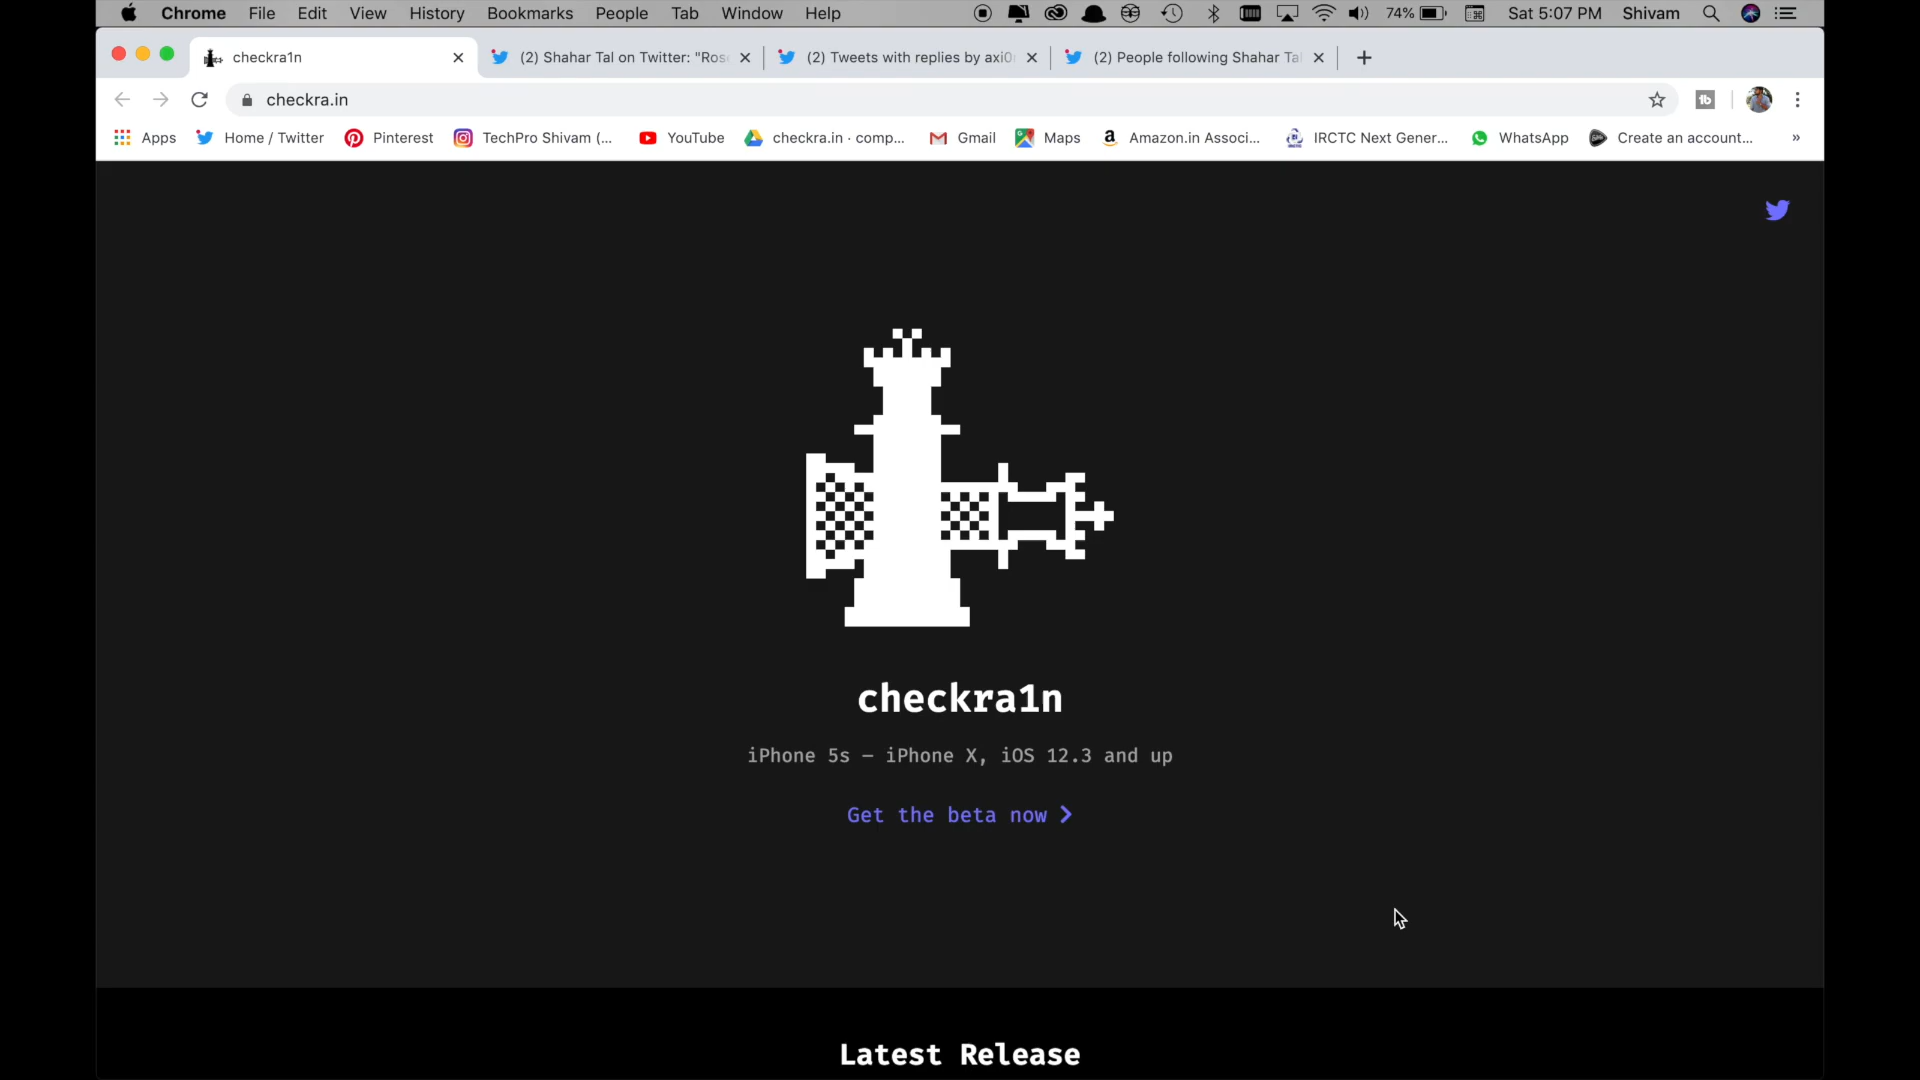 Chrome File Edit View History Bookmarks People Tab Window Help 74% Sat 5:07 PM Shivam
checkra1n (2) Shahar Tal on Twitter: "Ros (2) Tweets with replies by axi0 (2) People following Shahar Ta
checkra.in
Apps Home / Twitter Pinterest TechPro Shivam (... YouTube checkra.in · comp... Gmail Maps Amazon.in Associ... IRCTC Next Gener... WhatsApp Create an account... »
checkra1n
iPhone 5s – iPhone X, iOS 12.3 and up
Get the beta now
Latest Release